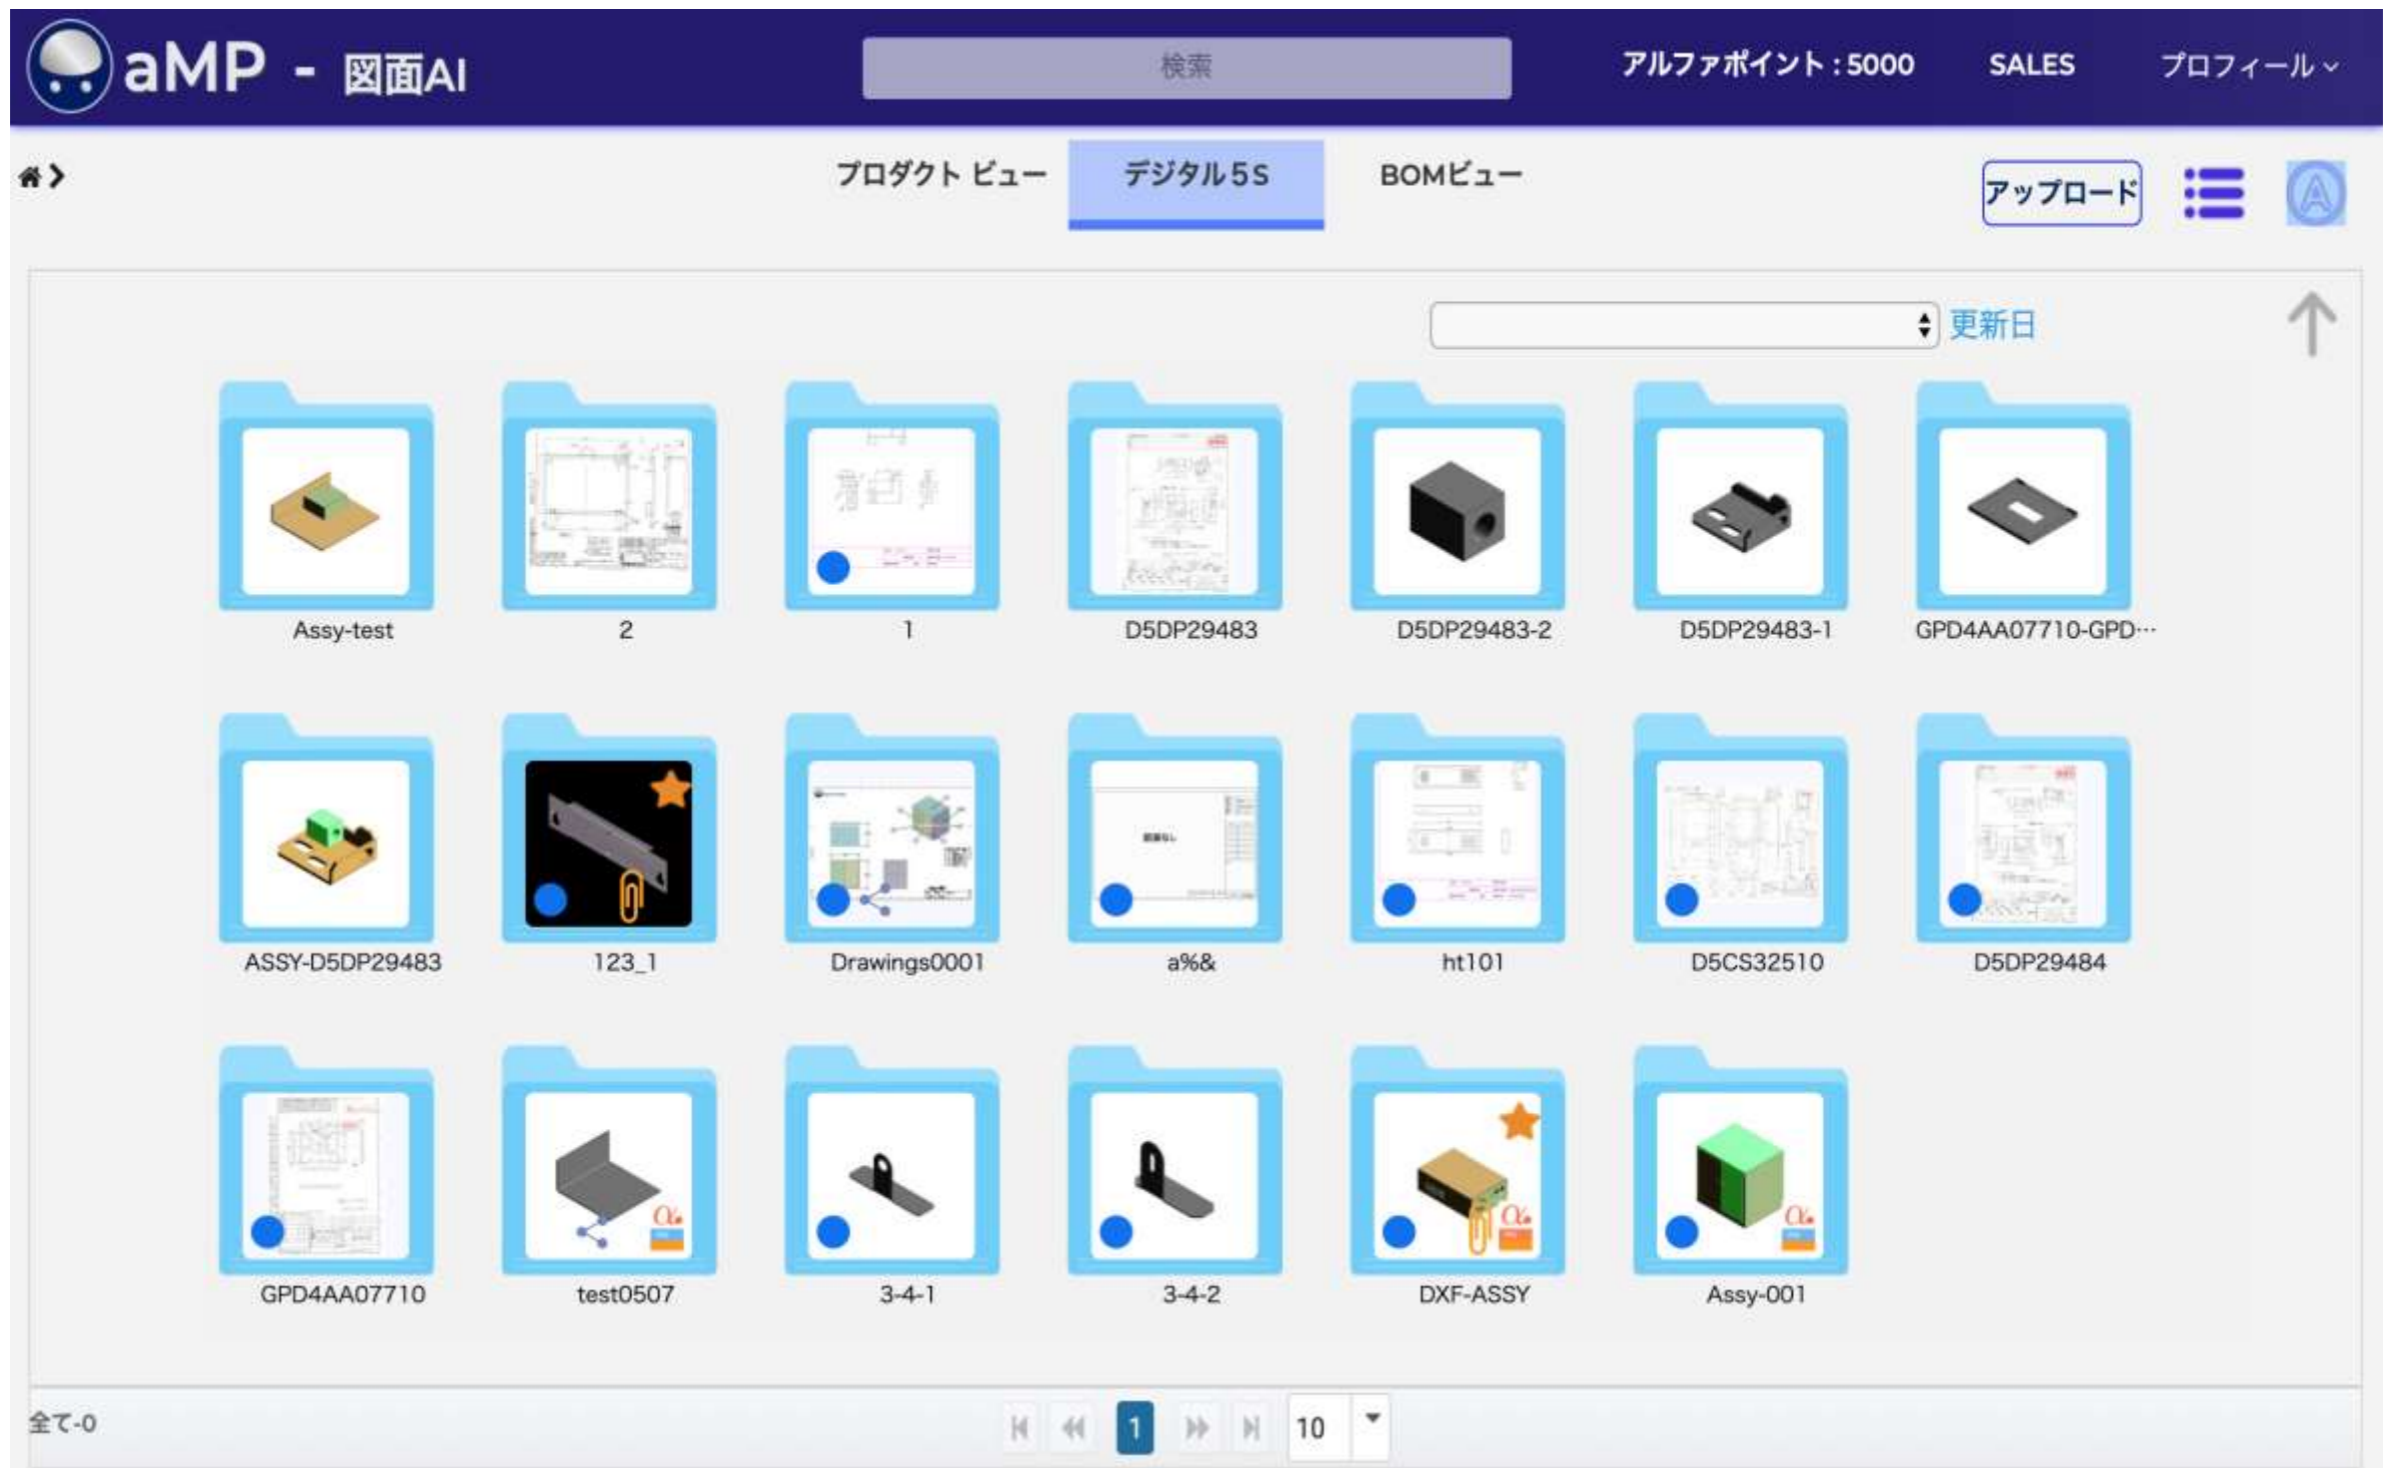 aMP - 図面AI
検索
アルファポイント : 5000
SALES
プロフィール
プロダクト ビュー
デジタル5S
BOMビュー
アップロード
更新日
Assy-test
2
1
D5DP29483
D5DP29483-2
D5DP29483-1
GPD4AA07710-GPD…
ASSY-D5DP29483
123_1
Drawings0001
a%&
ht101
D5CS32510
D5DP29484
GPD4AA07710
test0507
3-4-1
3-4-2
DXF-ASSY
Assy-001
全て-0
1
10